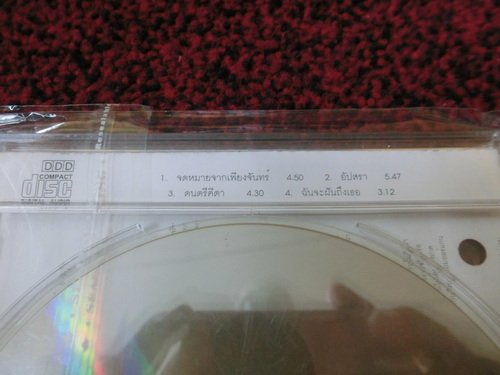 DDD
COMPACT
disc
DIGITAL AUDIO
1. จดหมายจากเพียงจันทร์ 4.50 2. อัปสรา 5.47
3. ดนตรีคีตา 4.30 4. ฉันจะฝันถึงเธอ 3.12